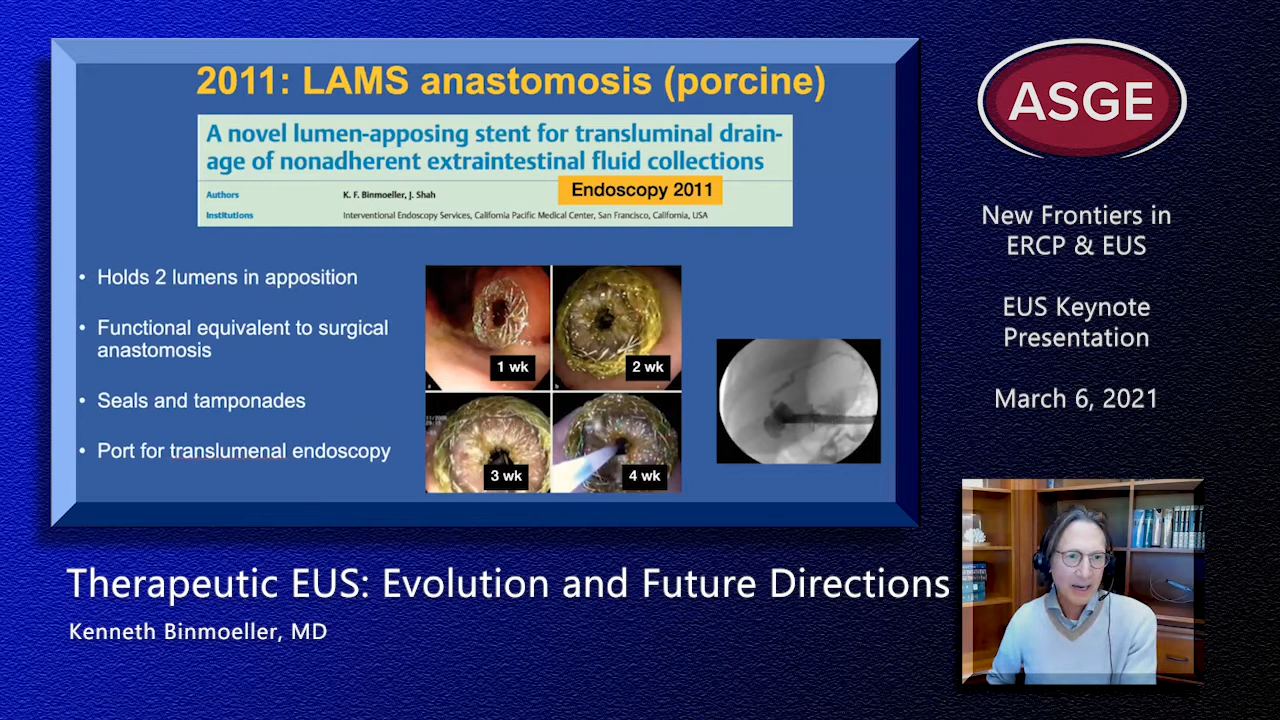 2011: LAMS anastomosis (porcine)
A novel lumen-apposing stent for transluminal drain-
age of nonadherent extraintestinal fluid collections
Authors K. F. Binmoeller, J. Shah
Endoscopy 2011
Institutions Interventional Endoscopy Services, California Pacific Medical Center, San Francisco, California, USA
• Holds 2 lumens in apposition
• Functional equivalent to surgical
anastomosis
• Seals and tamponades
• Port for translumenal endoscopy
1 wk
2 wk
3 wk
4 wk
ASGE
New Frontiers in
ERCP & EUS
EUS Keynote
Presentation
March 6, 2021
Therapeutic EUS: Evolution and Future Directions
Kenneth Binmoeller, MD